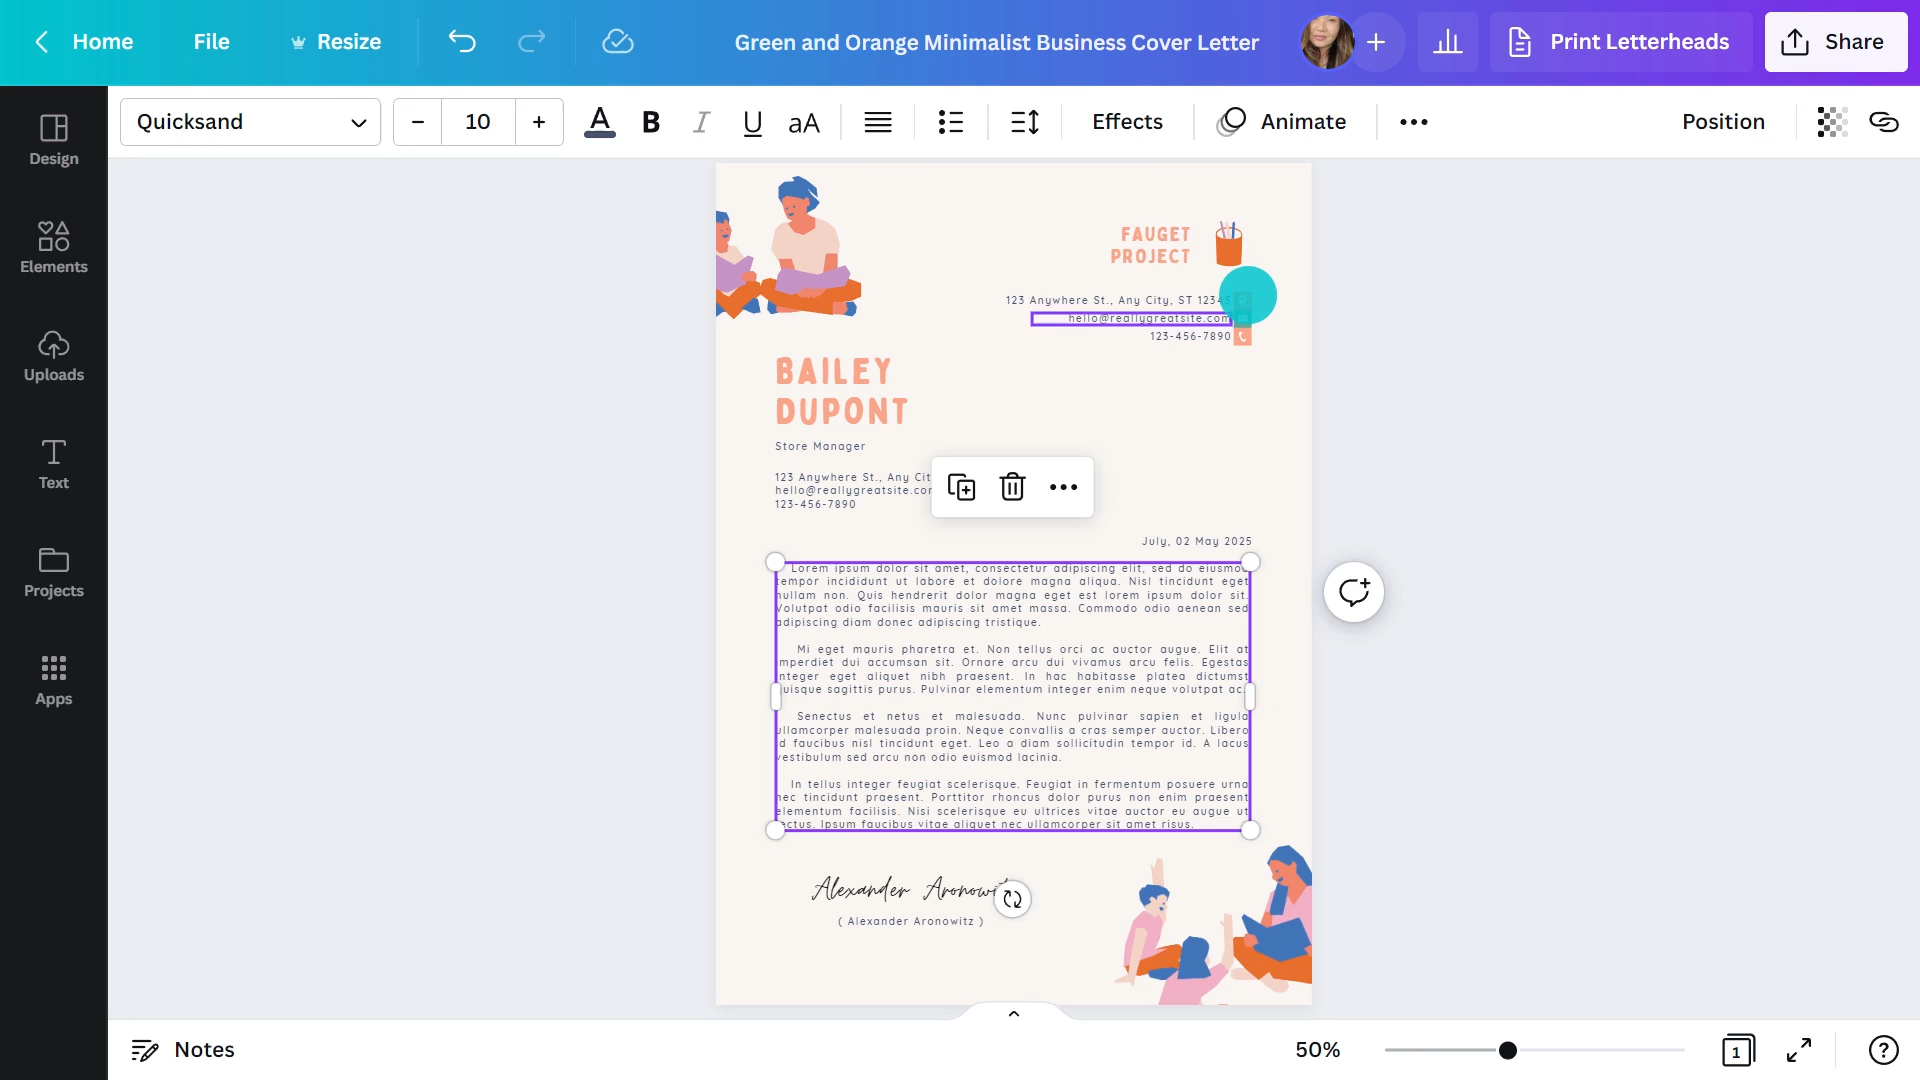 Home
File
Resize
Green and Orange Minimalist Business Cover Letter
Print Letterheads
Share
Quicksand
10
A
B
I
U
aA
Effects
Animate
Position
Design
Elements
Uploads
Text
Projects
Apps
FAUGET
PROJECT
123 Anywhere St., Any City, ST 12345
hello@reallygreatsite.com
123-456-7890
BAILEY
DUPONT
Store Manager
123 Anywhere St., Any Cit
hello@reallygreatsite.com
123-456-7890
July, 02 May 2025
Lorem ipsum dolor sit amet, consectetur adipiscing elit, sed do eiusmod
tempor incididunt ut labore et dolore magna aliqua. Nisl tincidunt eget
nullam non. Quis hendrerit dolor magna eget est lorem ipsum dolor sit.
Volutpat odio facilisis mauris sit amet massa. Commodo odio aenean sed
adipiscing diam donec adipiscing tristique.
Mi eget mauris pharetra et. Non tellus orci ac auctor augue. Elit at
imperdiet dui accumsan sit. Ornare arcu dui vivamus arcu felis. Egestas
integer eget aliquet nibh praesent. In hac habitasse platea dictumst
quisque sagittis purus. Pulvinar elementum integer enim neque volutpat ac.
Senectus et netus et malesuada. Nunc pulvinar sapien et ligula
ullamcorper malesuada proin. Neque convallis a cras semper auctor. Libero
id faucibus nisl tincidunt eget. Leo a diam sollicitudin tempor id. A lacus
vestibulum sed arcu non odio euismod lacinia.
In tellus integer feugiat scelerisque. Feugiat in fermentum posuere urna
nec tincidunt praesent. Porttitor rhoncus dolor purus non enim praesent
elementum facilisis. Nisi scelerisque eu ultrices vitae auctor eu augue ut
lectus. Ipsum faucibus vitae aliquet nec ullamcorper sit amet risus.
Alexander Aronowitz
( Alexander Aronowitz )
Notes
50%
1